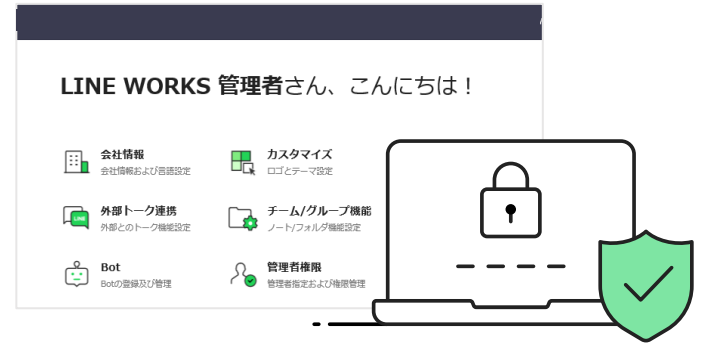 LINE WORKS 管理者さん、こんにちは！
会社情報
会社情報および言語設定
カスタマイズ
ロゴとテーマ設定
外部トーク連携
外部とのトーク機能設定
LINE
チーム/グループ機能
ノート/フォルダ機能設定
Bot
Botの登録及び管理
管理者権限
管理者指定および権限管理